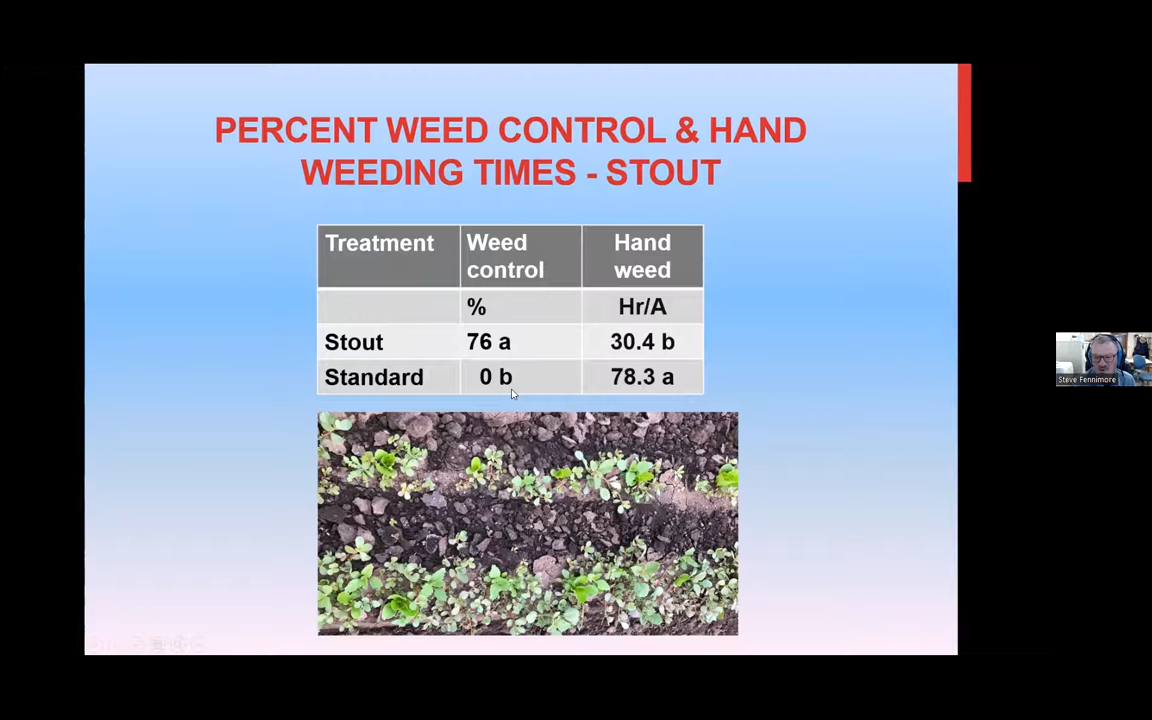 PERCENT WEED CONTROL & HAND
WEEDING TIMES - STOUT
Treatment Weed control Hand weed
% Hr/A
Stout 76 a 30.4 b
Standard 0 b 78.3 a
Steve Fennimore